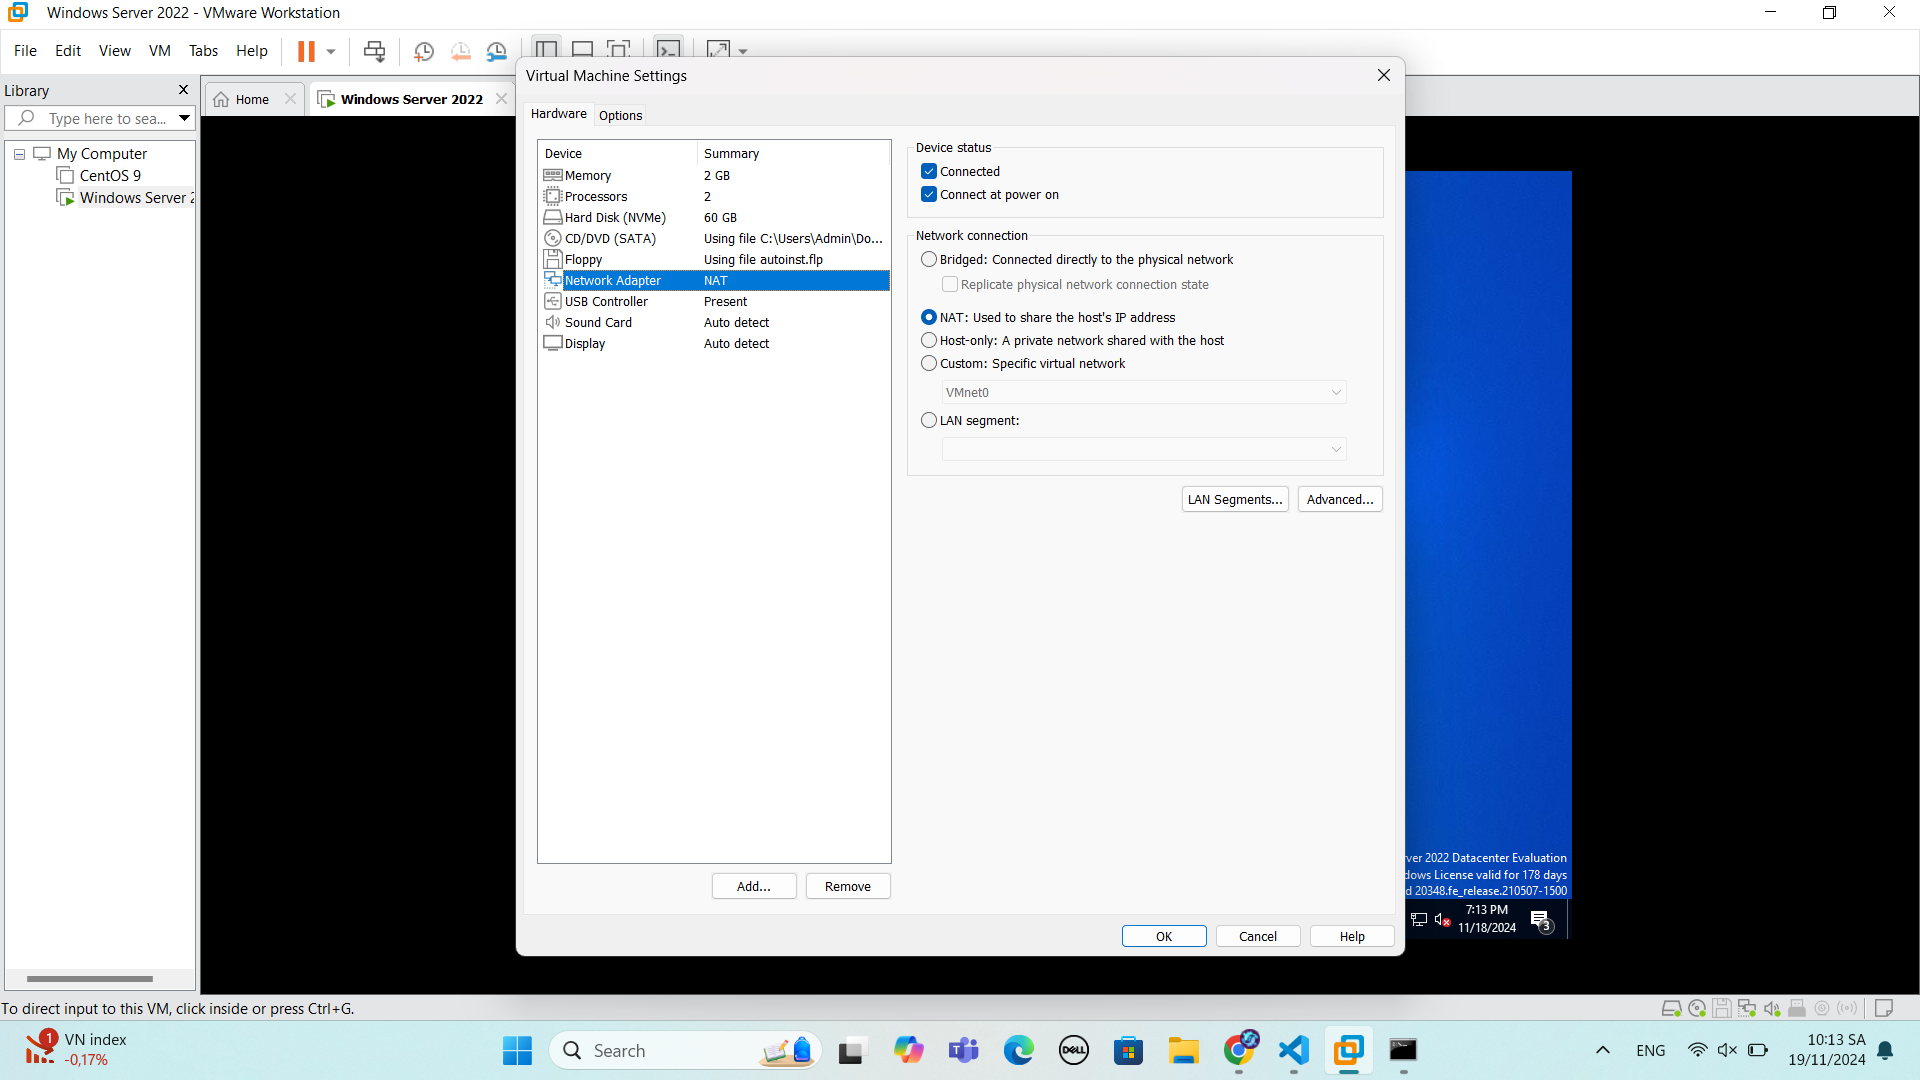 Windows Server 2022 - VMware Workstation
File Edit View VM Tabs Help
Library
Type here to sea...
My Computer
CentOS 9
Windows Server 2
Home
Windows Server 2022
Virtual Machine Settings
Hardware Options
Device Summary
Memory 2 GB
Processors 2
Hard Disk (NVMe) 60 GB
CD/DVD (SATA) Using file C:\Users\Admin\Do...
Floppy Using file autoinst.flp
Network Adapter NAT
USB Controller Present
Sound Card Auto detect
Display Auto detect
Add... Remove
Device status
Connected
Connect at power on
Network connection
Bridged: Connected directly to the physical network
Replicate physical network connection state
NAT: Used to share the host's IP address
Host-only: A private network shared with the host
Custom: Specific virtual network
VMnet0
LAN segment:
LAN Segments... Advanced...
OK Cancel Help
ver 2022 Datacenter Evaluation
dows License valid for 178 days
d 20348.fe_release.210507-1500
7:13 PM
11/18/2024
3
To direct input to this VM, click inside or press Ctrl+G.
1
VN index
-0,17%
Search
DELL
ENG
10:13 SA
19/11/2024